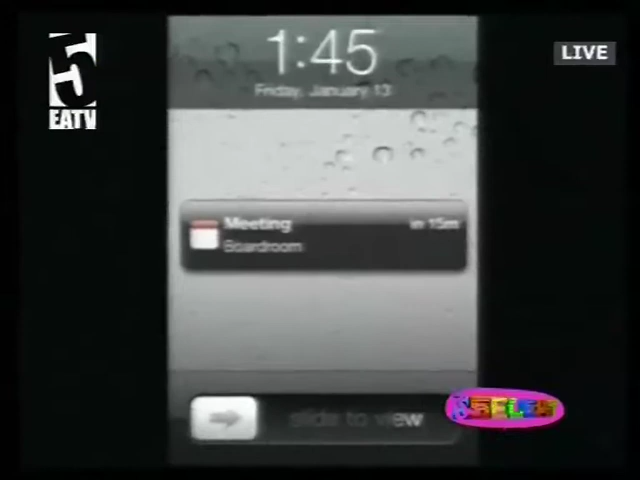 5
EATV
LIVE
1:45
Friday, January 13
Meeting
in 15m
Boardroom
slide to view